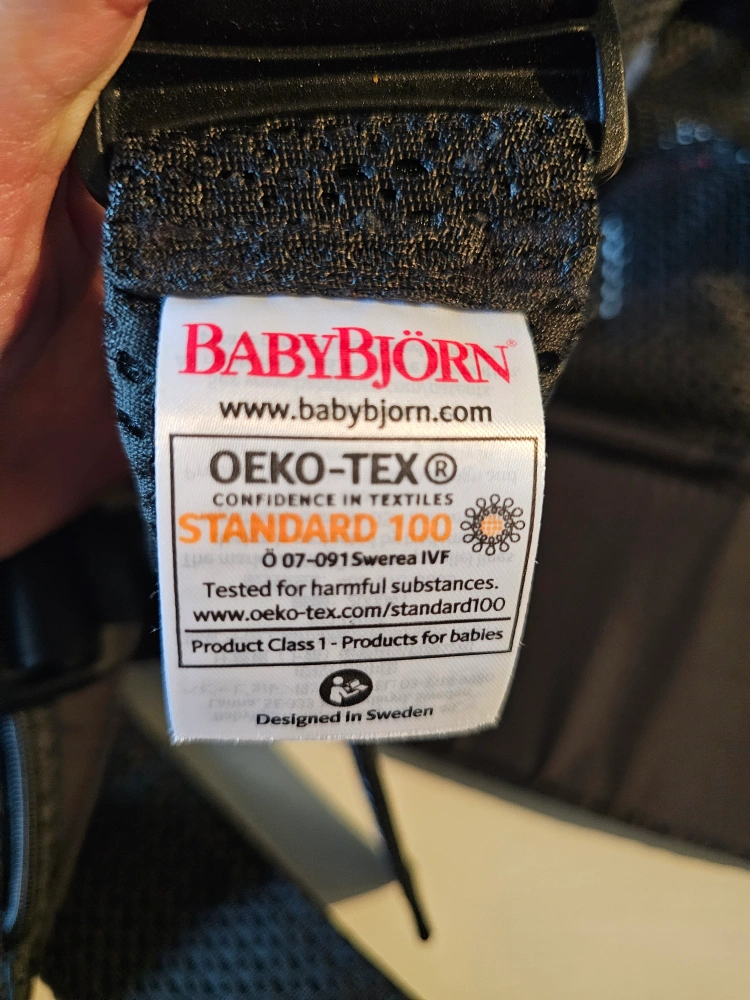 BABYBJÖRN®
www.babybjorn.com
OEKO-TEX®
CONFIDENCE IN TEXTILES
STANDARD 100
Ö 07-091 Swerea IVF
Tested for harmful substances.
www.oeko-tex.com/standard100
Product Class 1 - Products for babies
Designed in Sweden